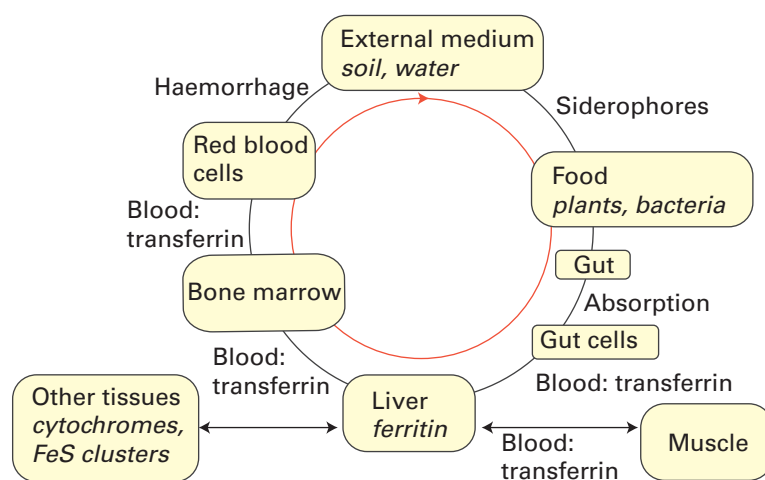 External medium
soil, water
Haemorrhage
Siderophores
Red blood
cells
Food
plants, bacteria
Blood:
transferrin
Gut
Bone marrow
Absorption
Gut cells
Blood:
transferrin
Blood: transferrin
Other tissues
cytochromes,
FeS clusters
Liver
ferritin
Blood:
transferrin
Muscle